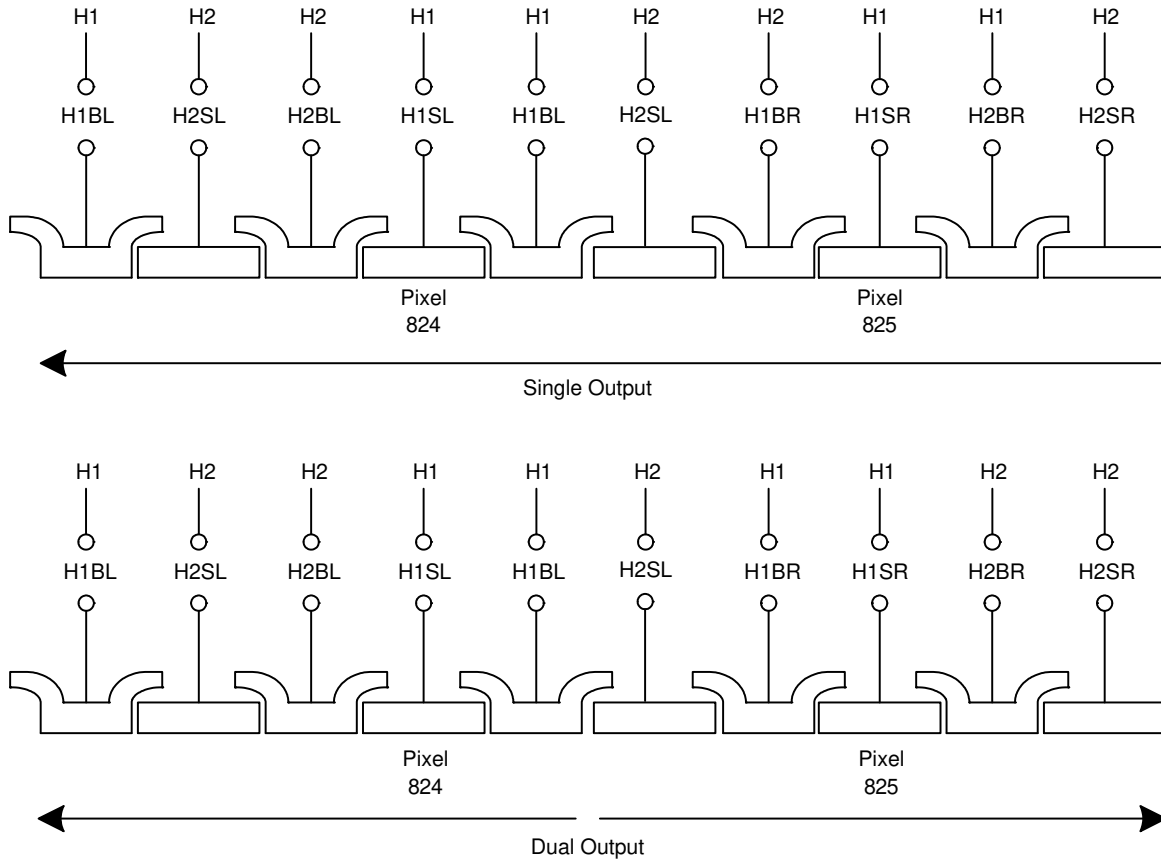 H1 H2 H2 H1 H1 H2 H2 H1 H1 H2
H1BL H2SL H2BL H1SL H1BL H2SL H1BR H1SR H2BR H2SR
Pixel Pixel
824 825
Single Output
H1 H2 H2 H1 H1 H2 H1 H1 H2 H2
H1BL H2SL H2BL H1SL H1BL H2SL H1BR H1SR H2BR H2SR
Pixel Pixel
824 825
Dual Output